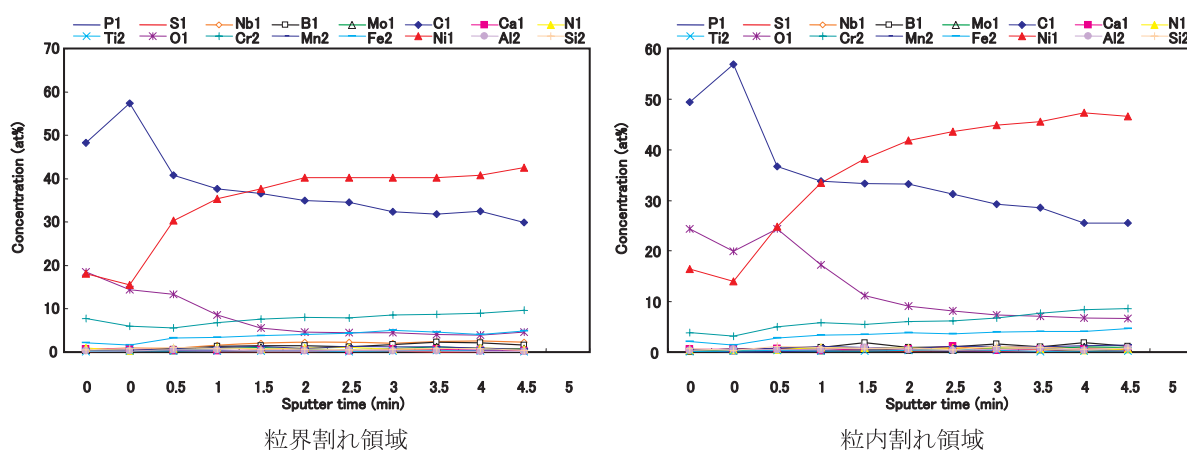 P1 S1 Nb1 B1 Mo1 C1 Ca1 N1
Ti2 O1 Cr2 Mn2 Fe2 Ni1 Al2 Si2
70
60
50
40
30
20
10
0
Concentration (at%)
0 0 0.5 1 1.5 2 2.5 3 3.5 4 4.5 5
Sputter time (min)
粒界割れ領域
P1 S1 Nb1 B1 Mo1 C1 Ca1 N1
Ti2 O1 Cr2 Mn2 Fe2 Ni1 Al2 Si2
60
50
40
30
20
10
0
Concentration (at%)
0 0 0.5 1 1.5 2 2.5 3 3.5 4 4.5 5
Sputter time (min)
粒内割れ領域